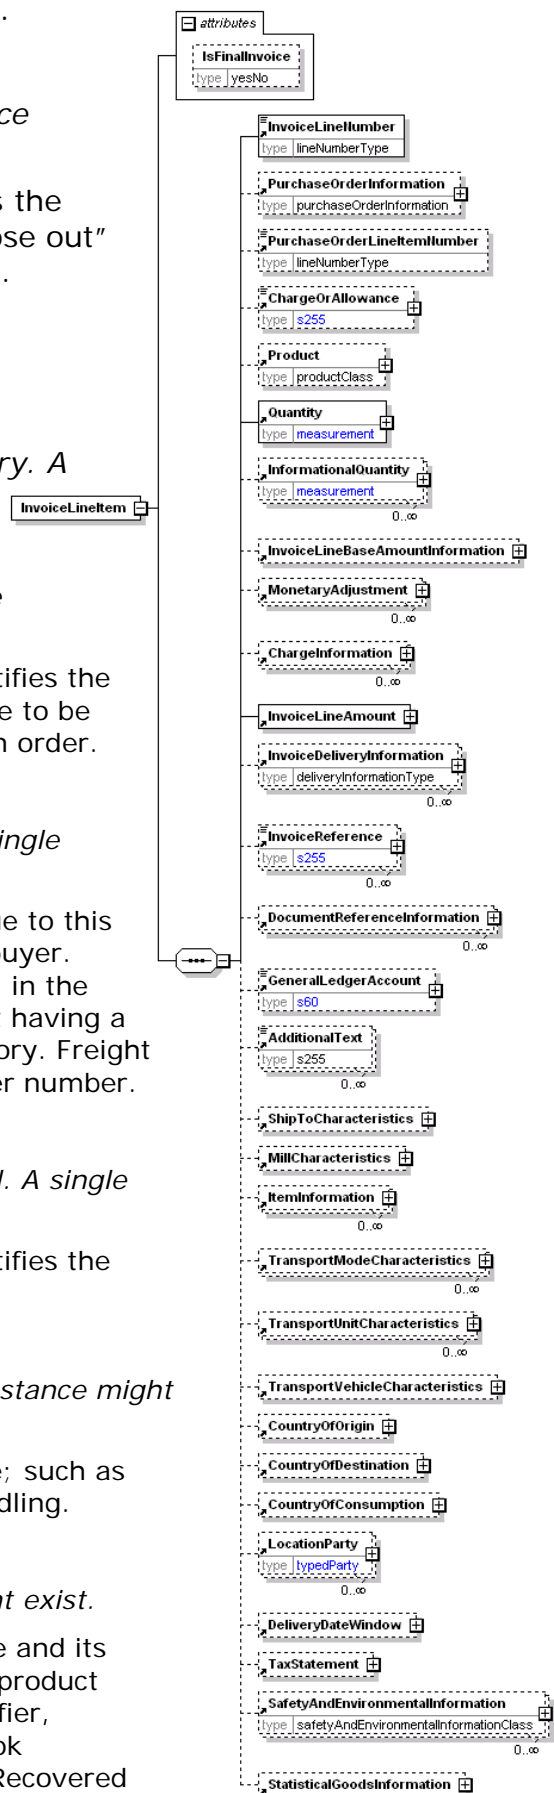 .
ce
s the
ose out"
.
ry. A
e
tifies the
e to be
n order.
ingle
ue to this
buyer.
in the
t having a
ory. Freight
er number.
l. A single
tifies the
stance might
e; such as
dling.
nt exist.
e and its
product
fier,
ok
Recovered
InvoiceLineItem
attributes
IsFinalInvoice
type yesNo
InvoiceLineNumber
type lineNumberType
PurchaseOrderInformation
type purchaseOrderInformation
PurchaseOrderLineItemNumber
type lineNumberType
ChargeOrAllowance
type s255
Product
type productClass
Quantity
type measurement
InformationalQuantity
type measurement
0..∞
InvoiceLineBaseAmountInformation
MonetaryAdjustment
0..∞
ChargeInformation
0..∞
InvoiceLineAmount
InvoiceDeliveryInformation
type deliveryInformationType
0..∞
InvoiceReference
type s255
0..∞
DocumentReferenceInformation
0..∞
GeneralLedgerAccount
type s60
AdditionalText
type s255
0..∞
ShipToCharacteristics
MillCharacteristics
ItemInformation
0..∞
TransportModeCharacteristics
0..∞
TransportUnitCharacteristics
0..∞
TransportVehicleCharacteristics
CountryOfOrigin
CountryOfDestination
CountryOfConsumption
LocationParty
type typedParty
0..∞
DeliveryDateWindow
TaxStatement
SafetyAndEnvironmentalInformation
type safetyAndEnvironmentalInformationClass
0..∞
StatisticalGoodsInformation